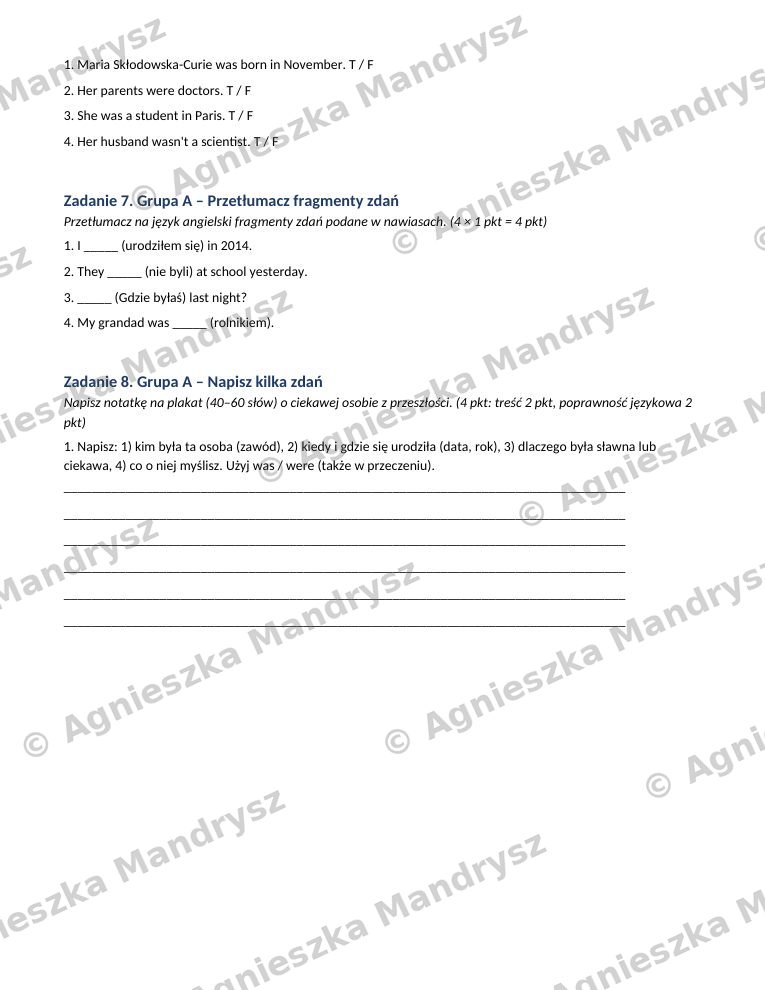 1. Maria Skłodowska-Curie was born in November. T / F
2. Her parents were doctors. T / F
3. She was a student in Paris. T / F
4. Her husband wasn't a scientist. T / F
Zadanie 7. Grupa A – Przetłumacz fragmenty zdań
Przetłumacz na język angielski fragmenty zdań podane w nawiasach. (4 × 1 pkt = 4 pkt)
1. I _____ (urodziłem się) in 2014.
2. They _____ (nie byli) at school yesterday.
3. _____ (Gdzie byłaś) last night?
4. My grandad was _____ (rolnikiem).
Zadanie 8. Grupa A – Napisz kilka zdań
Napisz notatkę na plakat (40–60 słów) o ciekawej osobie z przeszłości. (4 pkt: treść 2 pkt, poprawność językowa 2
pkt)
1. Napisz: 1) kim była ta osoba (zawód), 2) kiedy i gdzie się urodziła (data, rok), 3) dlaczego była sławna lub
ciekawa, 4) co o niej myślisz. Użyj was / were (także w przeczeniu).
© Agnieszka Mandrysz